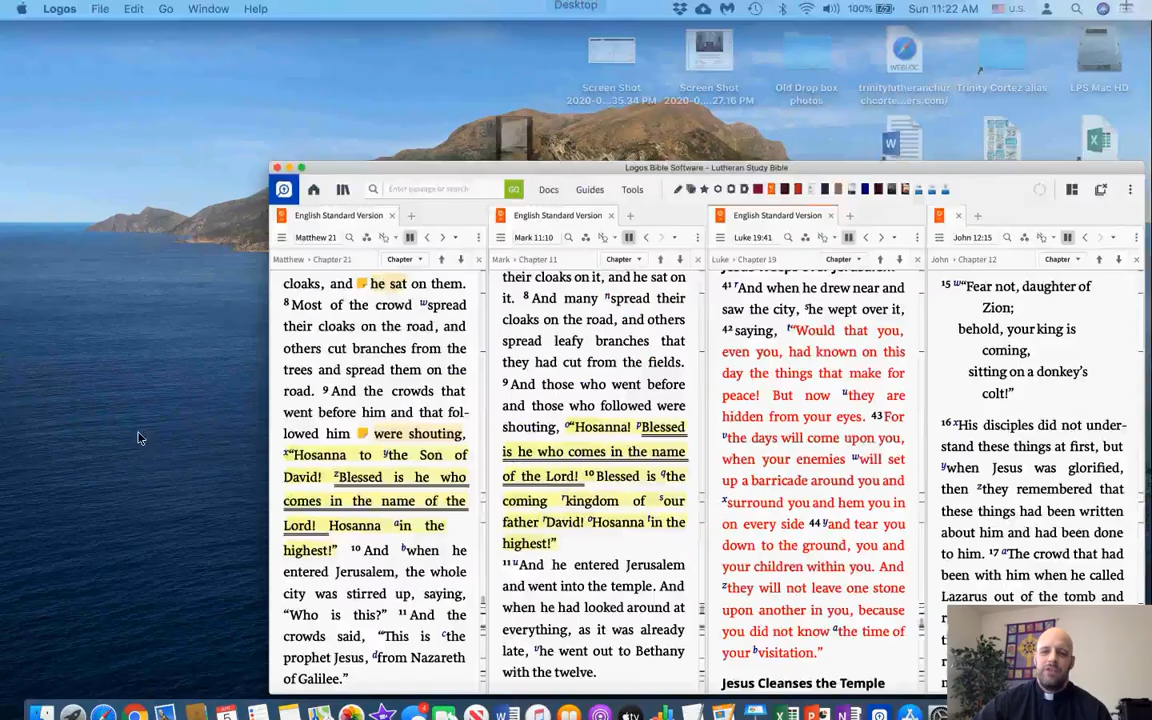 Logos File Edit Go Window Help
Desktop
100% U.S. Sun 11:22 AM
Screen Shot
2020-0....35.34 PM
Screen Shot
2020-0....27.16 PM
Old Drop box
photos
WEBLOC
Trinity Cortez alias
LPS Mac HD
Logos Bible Software - Lutheran Study Bible
Enter passage or search GO Docs Guides Tools
English Standard Version
Matthew 21
Matthew > Chapter 21 Chapter
cloaks, and he sat on them.
8 Most of the crowd w spread
their cloaks on the road, and
others cut branches from the
trees and spread them on the
road. 9 And the crowds that
went before him and that fol-
lowed him were shouting,
x "Hosanna to y the Son of
David! z Blessed is he who
comes in the name of the
Lord! Hosanna a in the
highest!" 10 And b when he
entered Jerusalem, the whole
city was stirred up, saying,
"Who is this?" 11 And the
crowds said, "This is c the
prophet Jesus, d from Nazareth
of Galilee."
English Standard Version
Mark 11:10
Mark > Chapter 11 Chapter
their cloaks on it, and he sat on
it. 8 And many n spread their
cloaks on the road, and others
spread leafy branches that
they had cut from the fields.
9 And those who went before
and those who followed were
shouting, o "Hosanna! p Blessed
is he who comes in the name
of the Lord! 10 Blessed is q the
coming r kingdom of s our
father r David! o Hosanna t in the
highest!"
11 u And he entered Jerusalem
and went into the temple. And
when he had looked around at
everything, as it was already
late, v he went out to Bethany
with the twelve.
English Standard Version
Luke 19:41
Luke > Chapter 19 Chapter
Jesus Weeps over Jerusalem
41 r And when he drew near and
saw the city, s he wept over it,
42 saying, t "Would that you,
even you, had known on this
day the things that make for
peace! But now u they are
hidden from your eyes. 43 For
v the days will come upon you,
when your enemies w will set
up a barricade around you and
x surround you and hem you in
on every side 44 y and tear you
down to the ground, you and
your children within you. And
z they will not leave one stone
upon another in you, because
you did not know a the time of
your b visitation."
Jesus Cleanses the Temple
John 12:15
John > Chapter 12 Chapter
15 w "Fear not, daughter of
Zion;
behold, your king is
coming,
sitting on a donkey's
colt!"
16 x His disciples did not under-
stand these things at first, but
y when Jesus was glorified,
then z they remembered that
these things had been written
about him and had been done
to him. 17 a The crowd that had
been with him when he called
Lazarus out of the tomb and